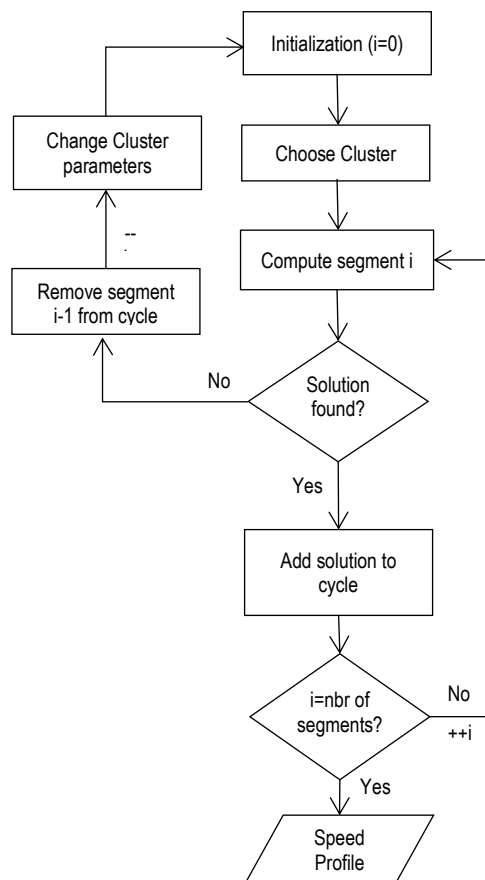 Initialization (i=0)
Change Cluster
parameters
Choose Cluster
--
Compute segment i
Remove segment
i-1 from cycle
No
Solution
found?
Yes
Add solution to
cycle
i=nbr of
segments?
No
++i
Yes
Speed
Profile